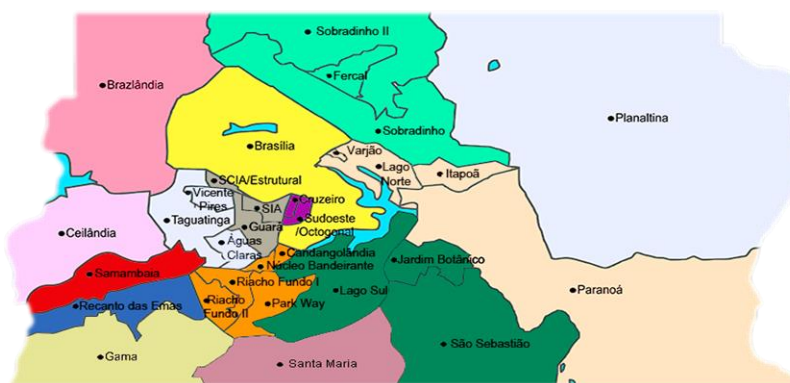 Sobradinho II
Fercal
Brazlândia
Planaltina
Sobradinho
Brasília
Varjão
Lago
Norte
Itapoã
SCIA/Estrutural
Vicente
Pires
Cruzeiro
SIA
Taguatinga
Sudoeste
/Octogonal
Guará
Ceilândia
Águas
Claras
Candangolândia
Núcleo Bandeirante
Jardim Botânico
Samambaia
Riacho Fundo I
Lago Sul
Paranoá
Recanto das Emas
Riacho
Fundo II
Park Way
São Sebastião
Gama
Santa Maria